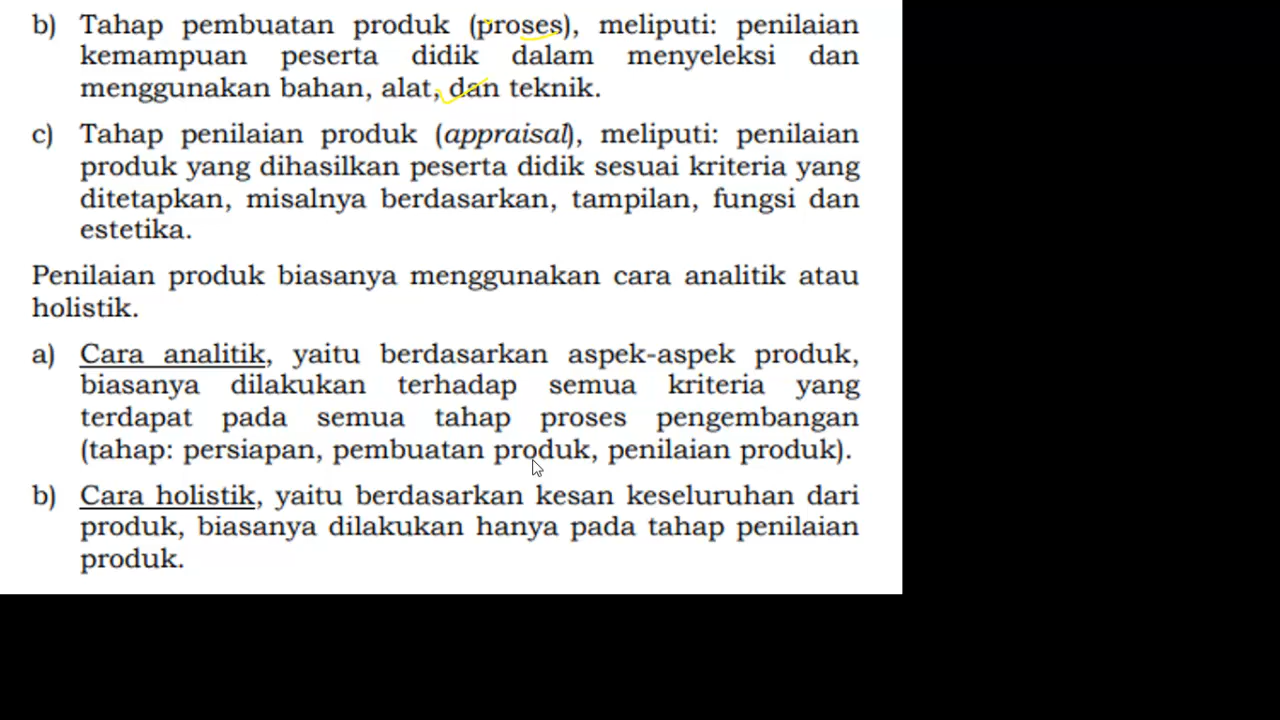 b) Tahap pembuatan produk (proses), meliputi: penilaian
kemampuan peserta didik dalam menyeleksi dan
menggunakan bahan, alat, dan teknik.
c) Tahap penilaian produk (appraisal), meliputi: penilaian
produk yang dihasilkan peserta didik sesuai kriteria yang
ditetapkan, misalnya berdasarkan, tampilan, fungsi dan
estetika.
Penilaian produk biasanya menggunakan cara analitik atau
holistik.
a) Cara analitik, yaitu berdasarkan aspek-aspek produk,
biasanya dilakukan terhadap semua kriteria yang
terdapat pada semua tahap proses pengembangan
(tahap: persiapan, pembuatan produk, penilaian produk).
b) Cara holistik, yaitu berdasarkan kesan keseluruhan dari
produk, biasanya dilakukan hanya pada tahap penilaian
produk.